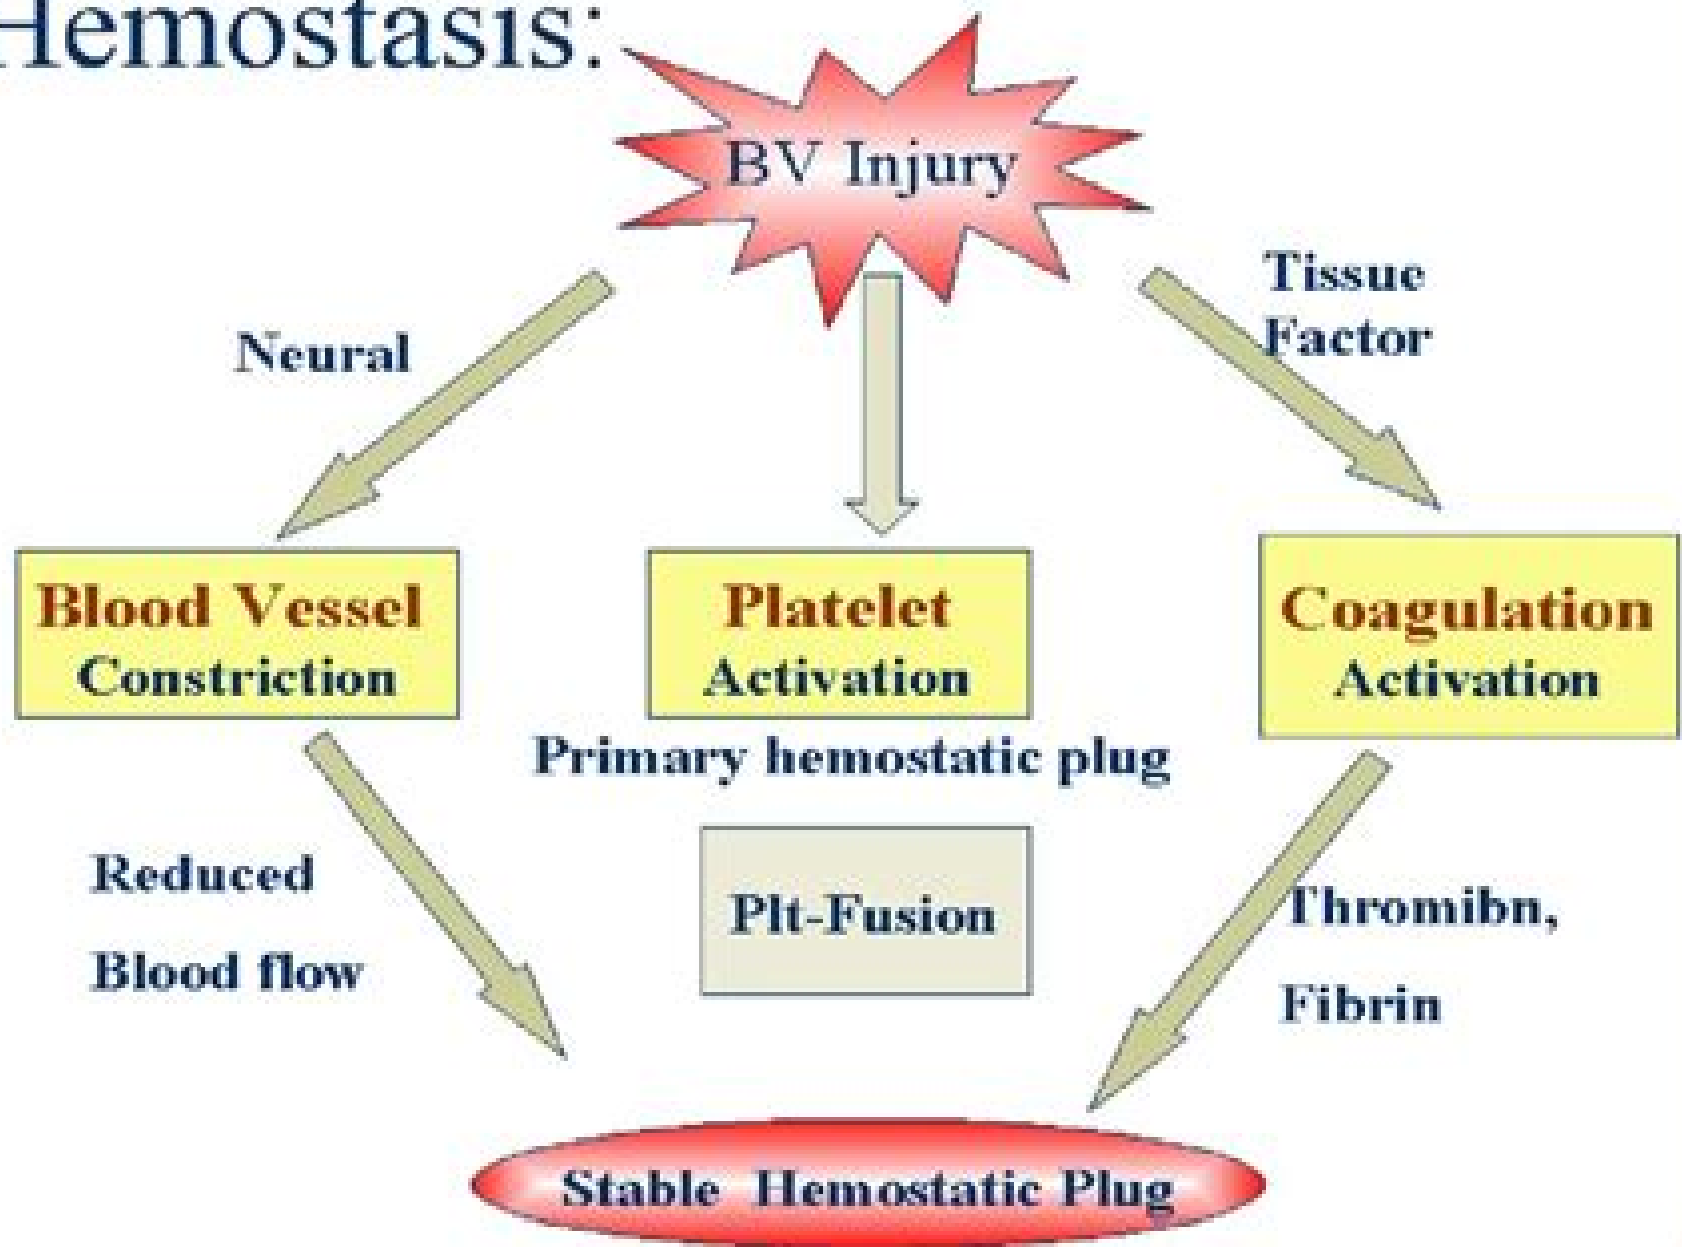 Hemostasis:
BV Injury
Neural
Tissue
Factor
Blood Vessel
Constriction
Platelet
Activation
Coagulation
Activation
Primary hemostatic plug
Reduced
Blood flow
Plt-Fusion
Thromibn,
Fibrin
Stable Hemostatic Plug